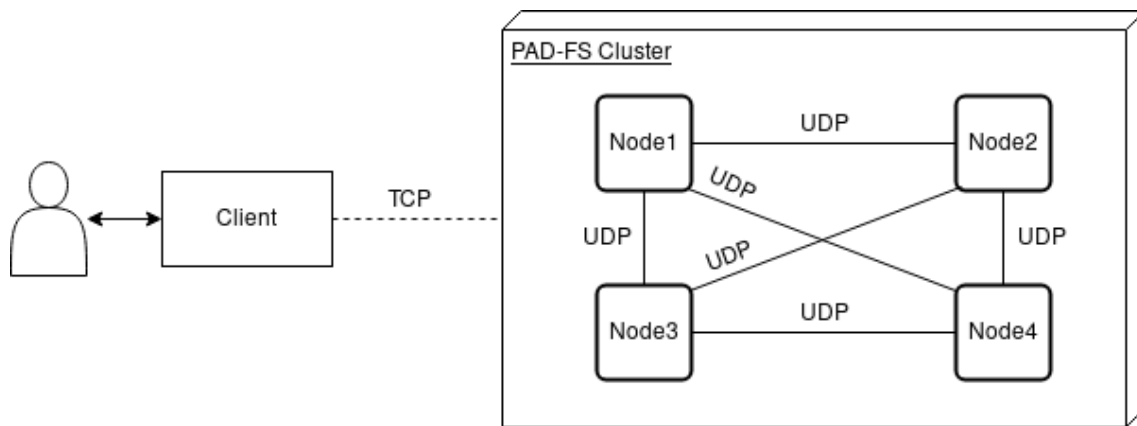 PAD-FS Cluster
Node1
UDP
Node2
Client
TCP
UDP
UDP
UDP
UDP
Node3
UDP
Node4